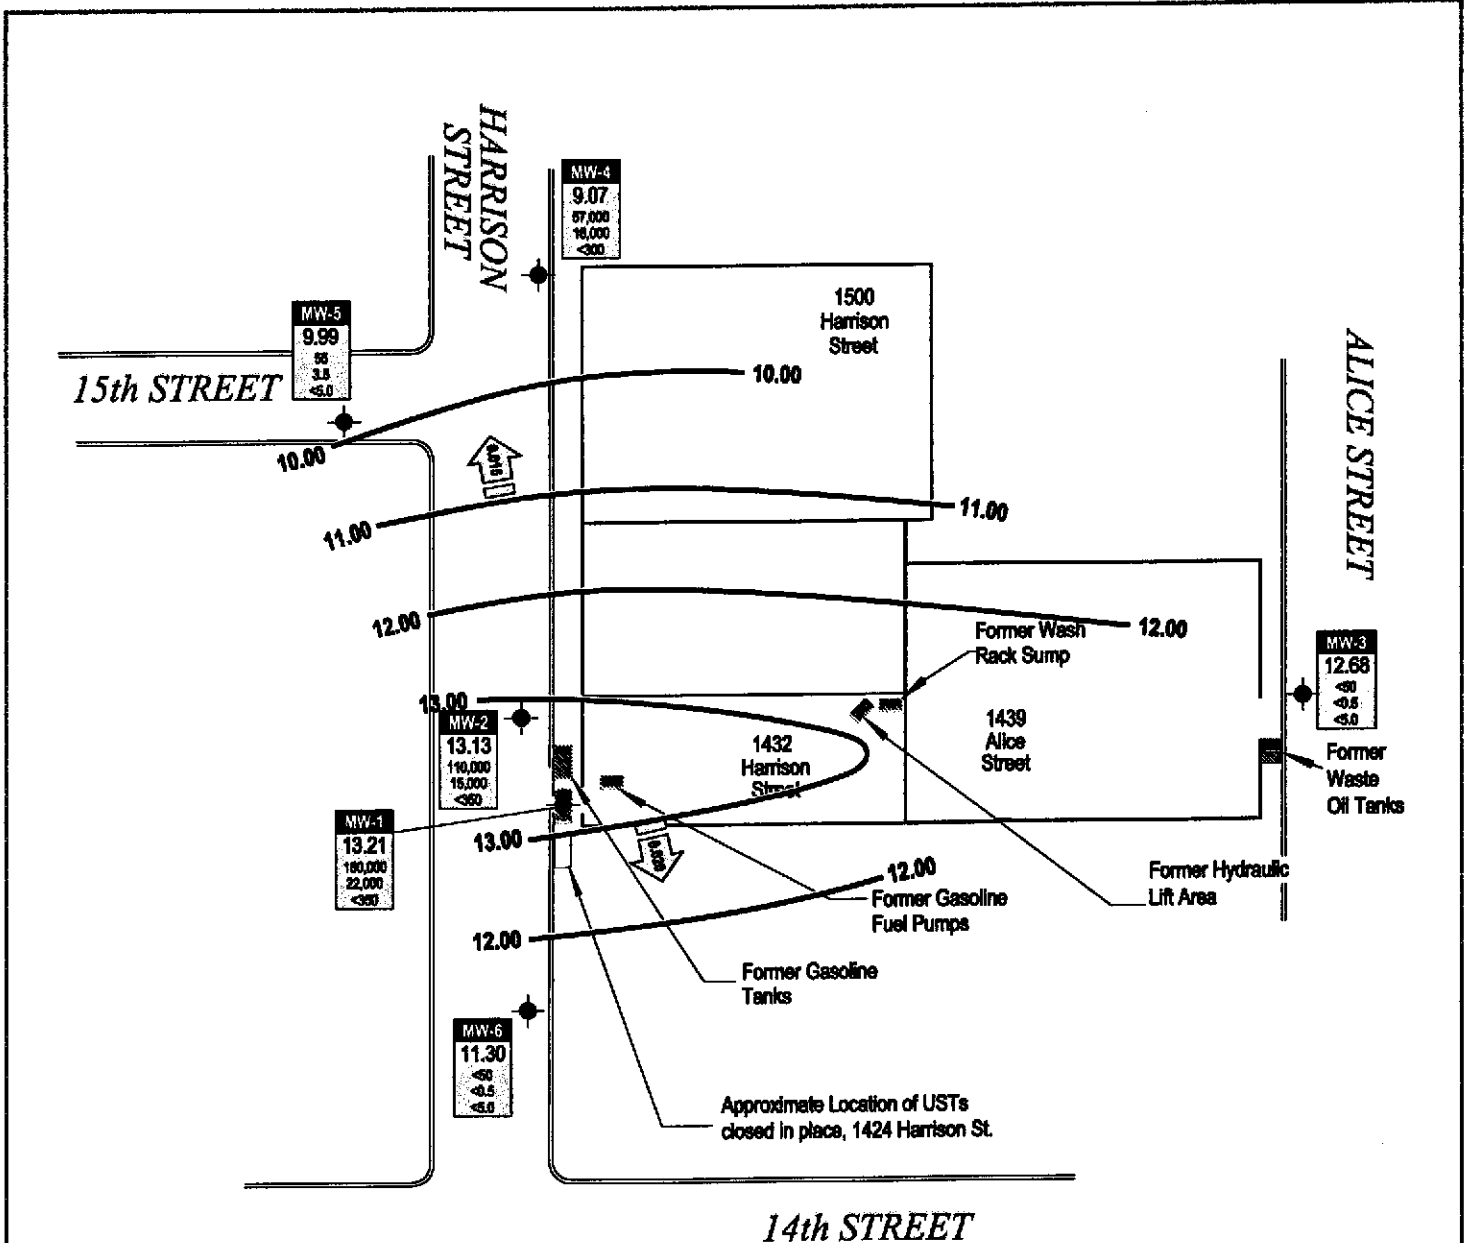 HARRISON
STREET
MW-4
9.07
57,000
16,000
<300
1500
Harrison
Street
MW-5
9.99
3.8
<5.0
15th STREET
ALICE STREET
10.00
10.00
11.00
11.00
12.00
12.00
Former Wash
Rack Sump
MW-3
12.68
<50
<0.5
<5.0
13.00
MW-2
13.13
110,000
15,000
<350
1432
Harrison
Street
1439
Alice
Street
Former
Waste
Oil Tanks
MW-1
13.21
22,000
<350
13.00
12.00
Former Hydraulic
Lift Area
Former Gasoline
Fuel Pumps
12.00
Former Gasoline
Tanks
MW-6
11.30
<50
<0.5
<5.0
Approximate Location of USTs
closed in place, 1424 Harrison St.
14th STREET